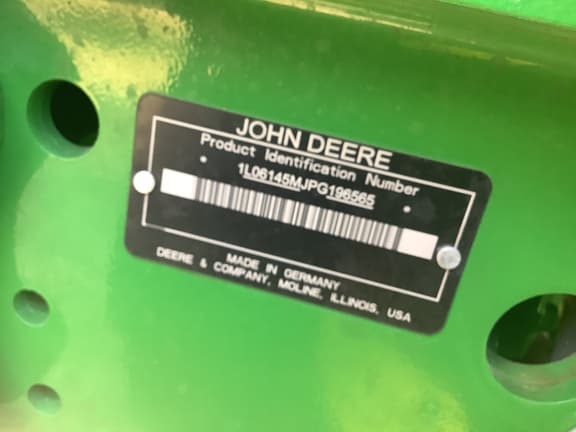 JOHN DEERE
Product Identification Number
1L06145MJPG196565
MADE IN GERMANY
DEERE & COMPANY, MOLINE, ILLINOIS, USA